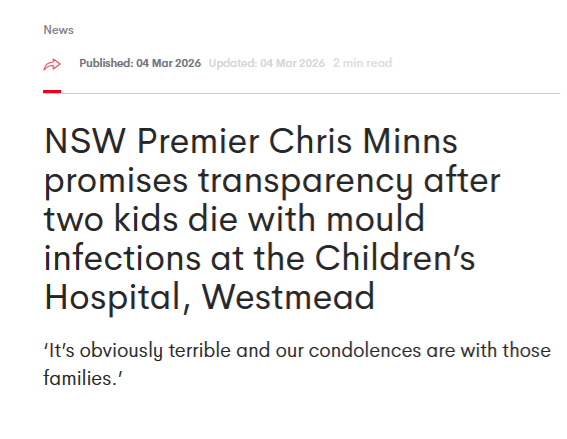 News
Published: 04 Mar 2026 Updated: 04 Mar 2026 2 min read
NSW Premier Chris Minns
promises transparency after
two kids die with mould
infections at the Children’s
Hospital, Westmead
‘It’s obviously terrible and our condolences are with those
families.’